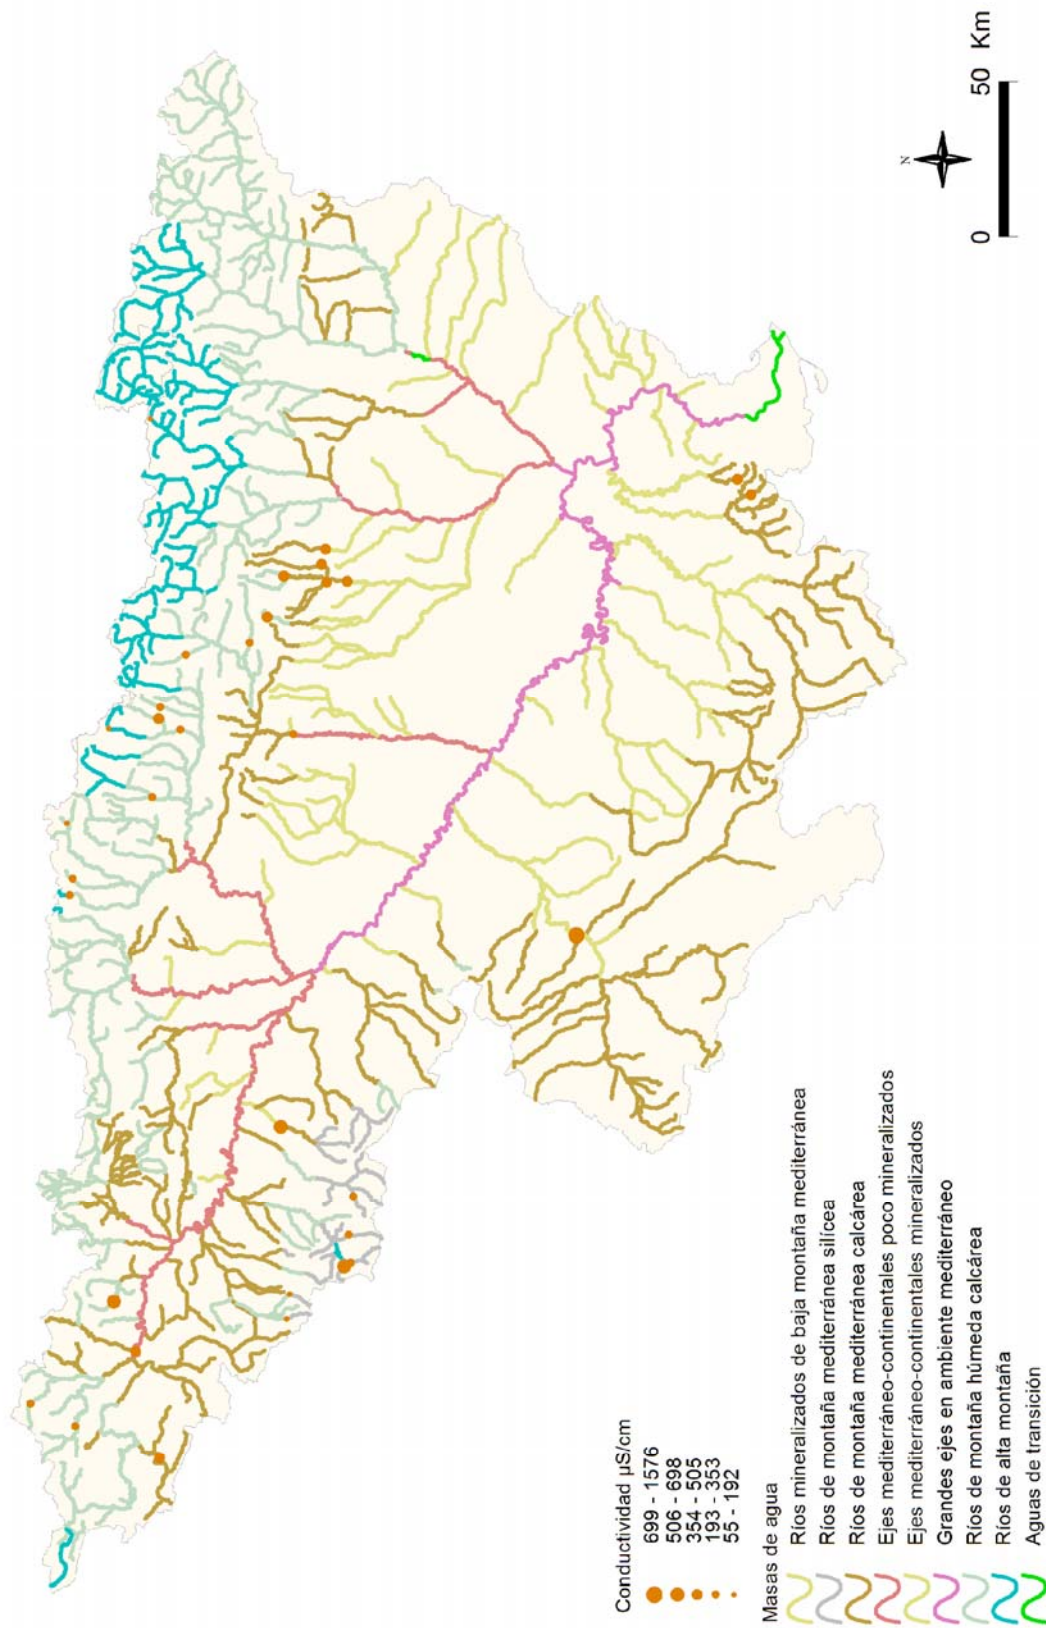 N
0 50 Km
Conductividad µS/cm
699 - 1576
506 - 698
354 - 505
193 - 353
55 - 192
Masas de agua
Ríos mineralizados de baja montaña mediterránea
Ríos de montaña mediterránea silícea
Ríos de montaña mediterránea calcárea
Ejes mediterráneo-continentales poco mineralizados
Ejes mediterráneo-continentales mineralizados
Grandes ejes en ambiente mediterráneo
Ríos de montaña húmeda calcárea
Ríos de alta montaña
Aguas de transición